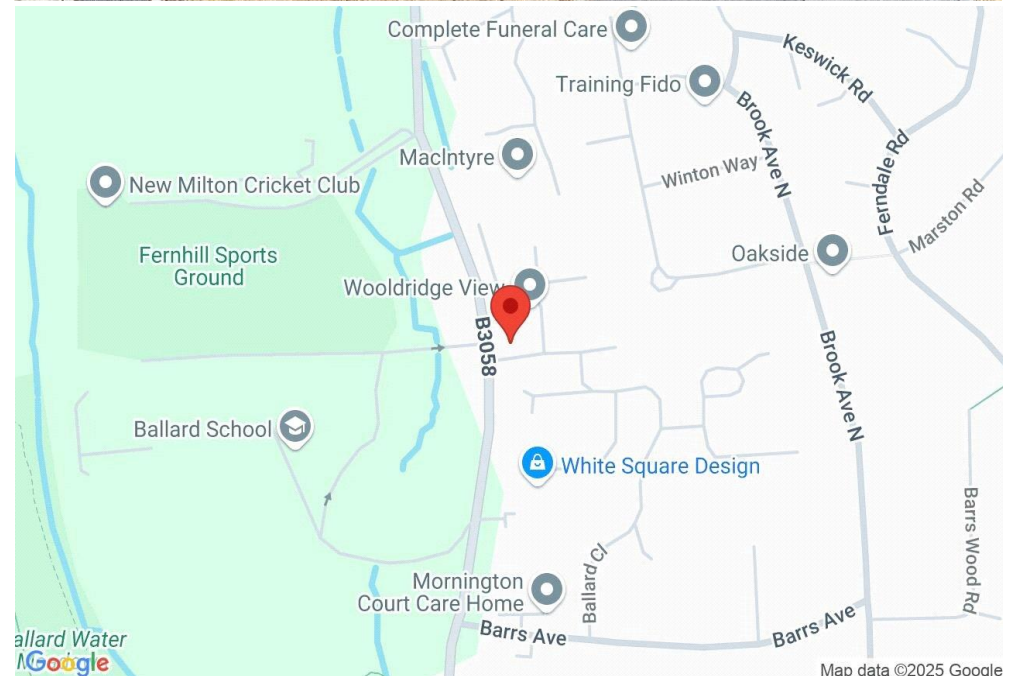 Complete Funeral Care
Keswick Rd
Training Fido
Brook Ave N
MacIntyre
Winton Way
Ferndale Rd
New Milton Cricket Club
Marston Rd
Fernhill Sports
Ground
Oakside
Wooldridge View
B3058
Brook Ave N
Ballard School
White Square Design
Barrs Wood Rd
Mornington
Court Care Home
Ballard Cl
Barrs Ave
Barrs Ave
allard Water
Google
Map data ©2025 Google